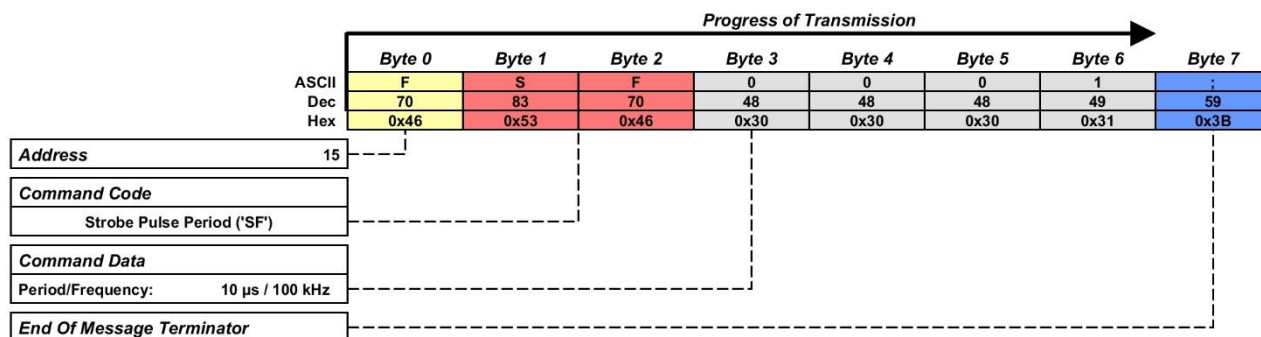 Progress of Transmission
Byte 0 Byte 1 Byte 2 Byte 3 Byte 4 Byte 5 Byte 6 Byte 7
ASCII F S F 0 0 0 1 ;
Dec 70 83 70 48 48 48 49 59
Hex 0x46 0x53 0x46 0x30 0x30 0x30 0x31 0x3B
Address 15
Command Code
Strobe Pulse Period ('SF')
Command Data
Period/Frequency: 10 µs / 100 kHz
End Of Message Terminator